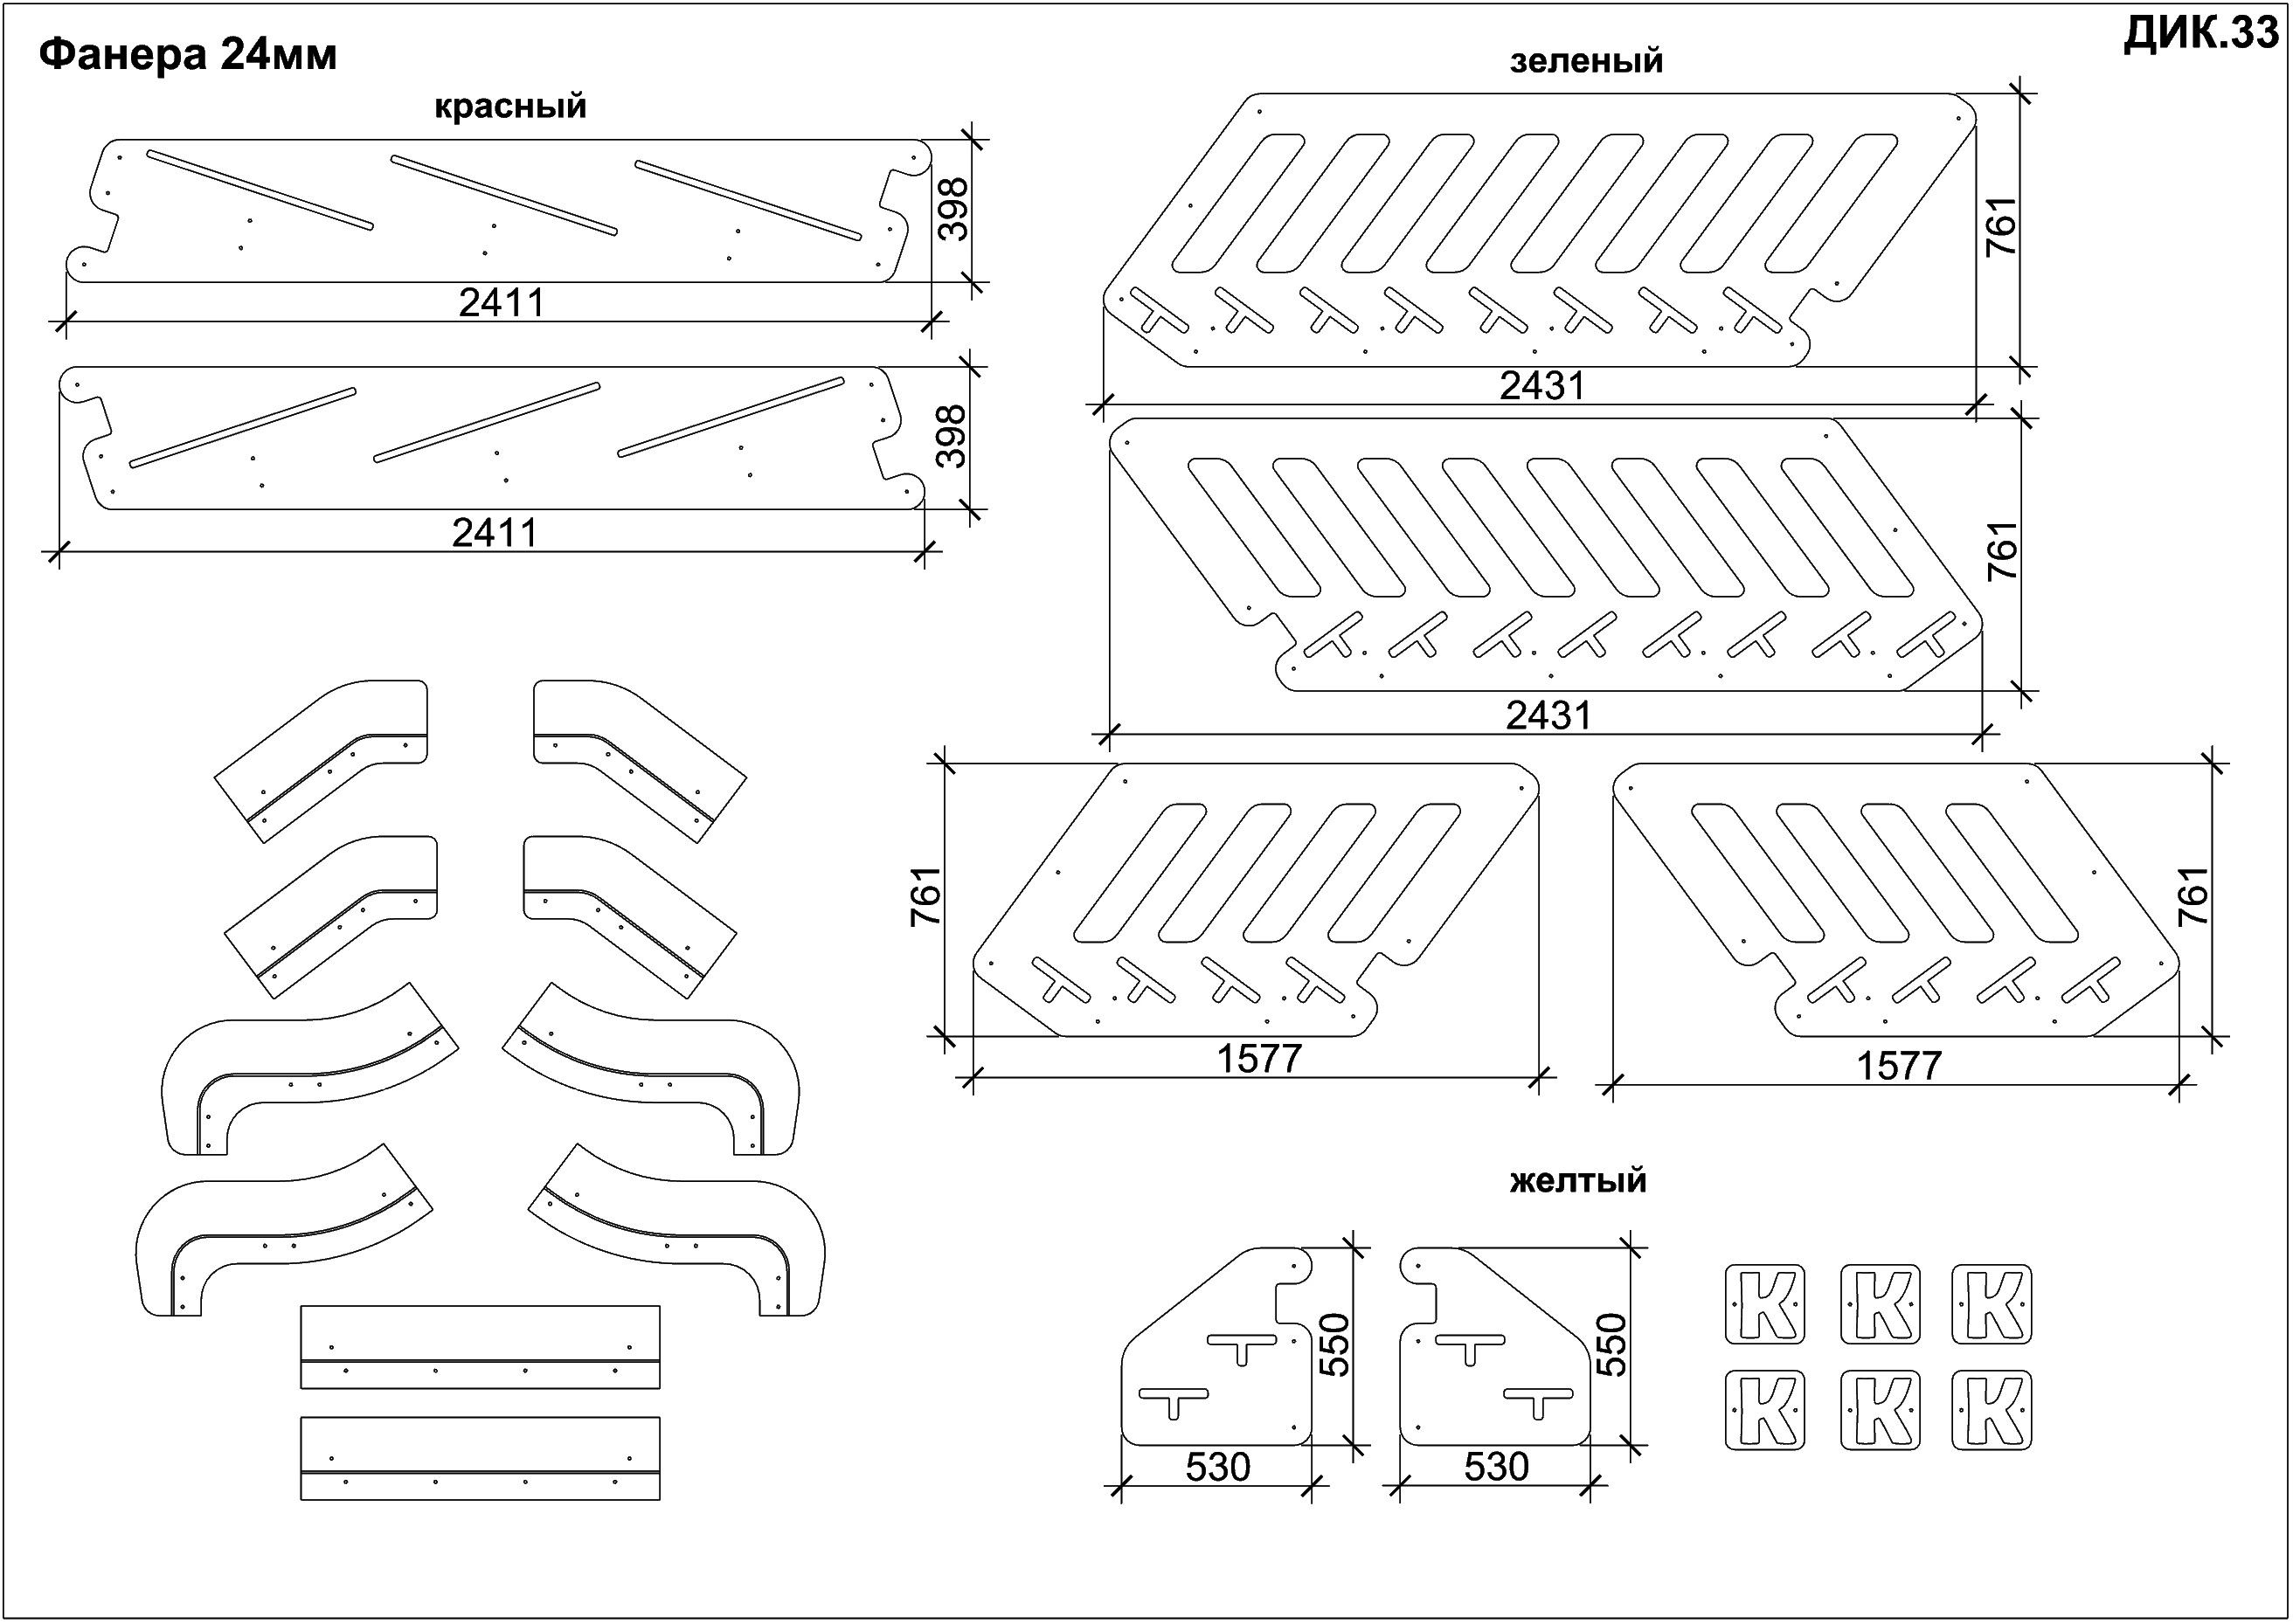 ДИК.33
Фанера 24мм
красный
398
2411
398
2411
зеленый
761
2431
761
2431
761
1577
761
1577
желтый
550
530
550
530
К К К
К К К